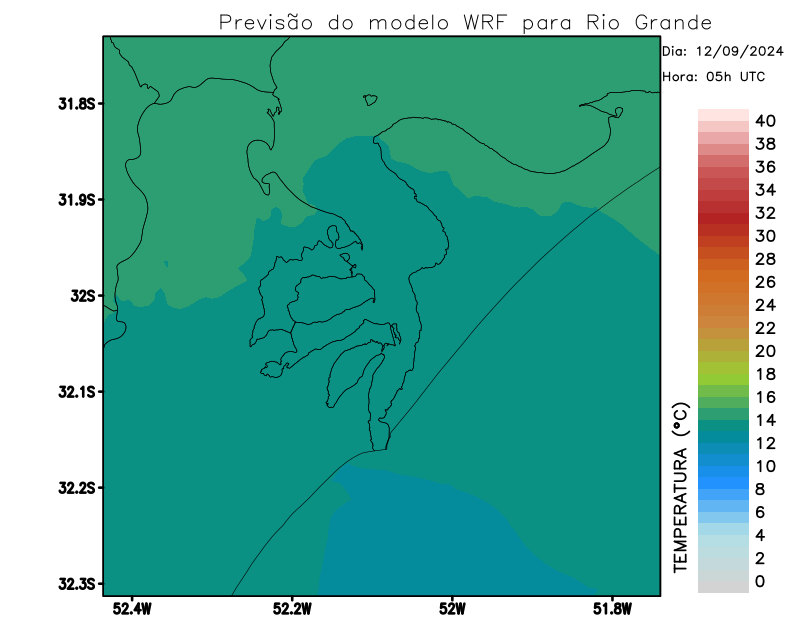 Previsão do modelo WRF para Rio Grande
Dia: 12/09/2024
Hora: 05h UTC
31.8S
31.9S
32S
32.1S
32.2S
32.3S
52.4W
52.2W
52W
51.8W
TEMPERATURA (°C)
40
38
36
34
32
30
28
26
24
22
20
18
16
14
12
10
8
6
4
2
0